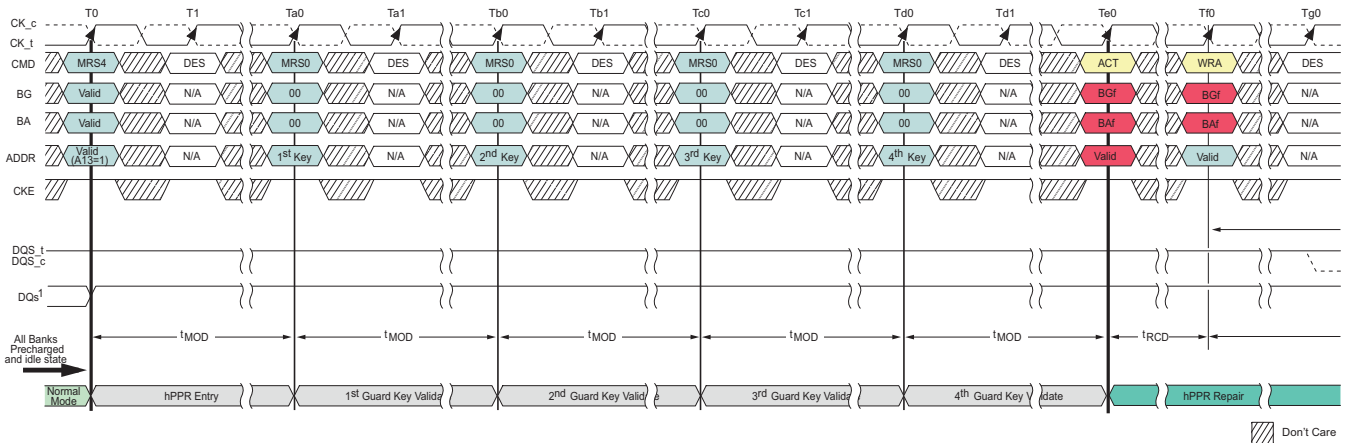 T0 T1 Ta0 Ta1 Tb0 Tb1 Tc0 Tc1 Td0 Td1 Te0 Tf0 Tg0
CK_c
CK_t
CMD MRS4 DES MRS0 DES MRS0 DES MRS0 DES MRS0 DES ACT WRA DES
BG Valid N/A 00 N/A 00 N/A 00 N/A 00 N/A BGf BGf N/A
BA Valid N/A 00 N/A 00 N/A 00 N/A 00 N/A BAf BAf N/A
ADDR Valid (A13=1) N/A 1st Key N/A 2nd Key N/A 3rd Key N/A 4th Key N/A Valid Valid N/A
CKE
DQS_t
DQS_c
DQs1
tMOD tMOD tMOD tMOD tMOD tRCD
All Banks
Precharged
and idle state
Normal Mode hPPR Entry 1st Guard Key Valida 2nd Guard Key Valid e 3rd Guard Key Valida 4th Guard Key V idate hPPR Repair
Don't Care